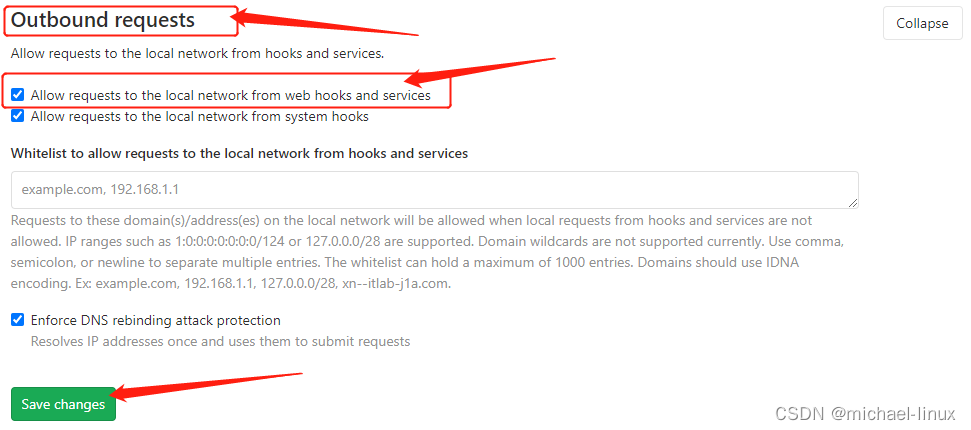 Outbound requests
Collapse
Allow requests to the local network from hooks and services.
Allow requests to the local network from web hooks and services
Allow requests to the local network from system hooks
Whitelist to allow requests to the local network from hooks and services
example.com, 192.168.1.1
Requests to these domain(s)/address(es) on the local network will be allowed when local requests from hooks and services are not
allowed. IP ranges such as 1:0:0:0:0:0:0:0/124 or 127.0.0.0/28 are supported. Domain wildcards are not supported currently. Use comma,
semicolon, or newline to separate multiple entries. The whitelist can hold a maximum of 1000 entries. Domains should use IDNA
encoding. Ex: example.com, 192.168.1.1, 127.0.0.0/28, xn--itlab-j1a.com.
Enforce DNS rebinding attack protection
Resolves IP addresses once and uses them to submit requests
Save changes
CSDN @michael-linux